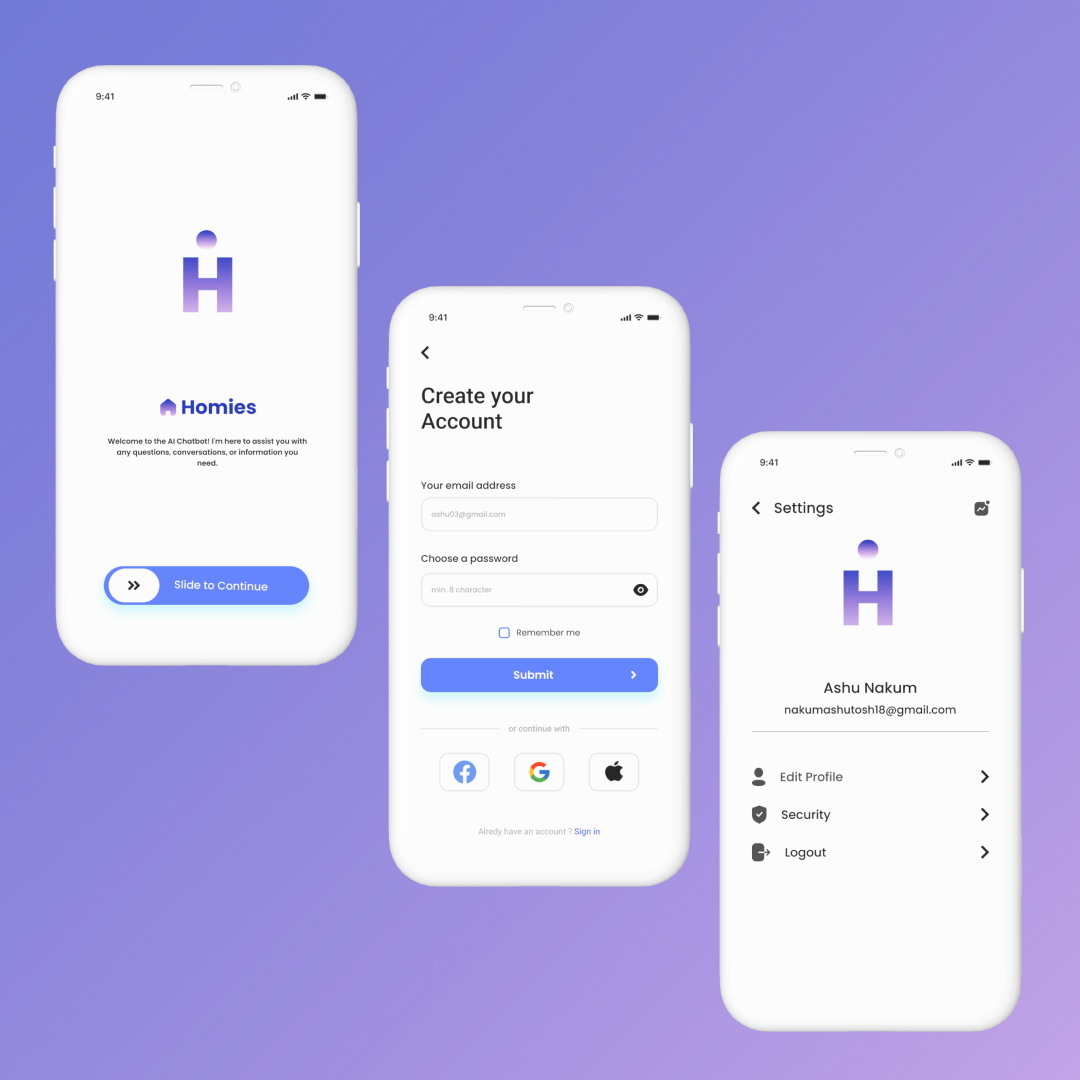 9:41
H
Homies
Welcome to the AI Chatbot! I'm here to assist you with
any questions, conversations, or information you
need.
Slide to Continue
9:41
Create your
Account
Your email address
ashu03@gmail.com
Choose a password
min. 8 character
Remember me
Submit
or continue with
Alredy have an account ? Sign in
9:41
Settings
H
Ashu Nakum
nakumashutosh18@gmail.com
Edit Profile
Security
Logout